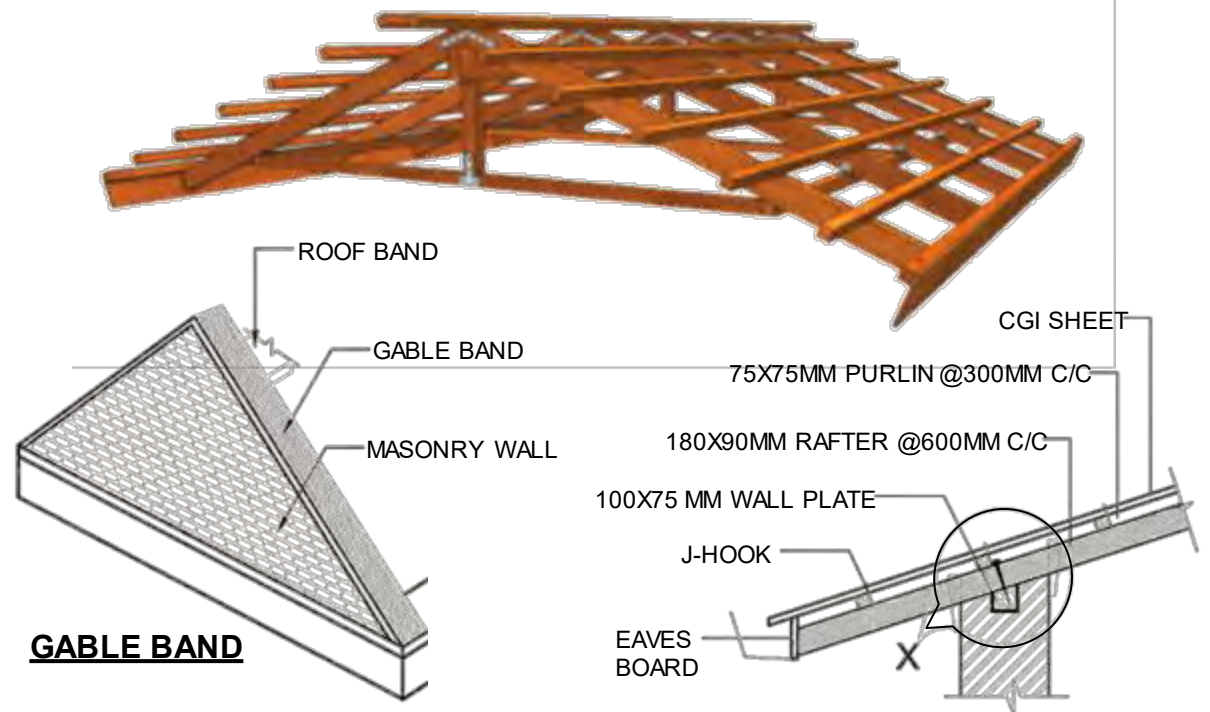 ROOF BAND
GABLE BAND
MASONRY WALL
GABLE BAND
CGI SHEET
75X75MM PURLIN @300MM C/C
180X90MM RAFTER @600MM C/C
100X75 MM WALL PLATE
J-HOOK
EAVES
BOARD
X